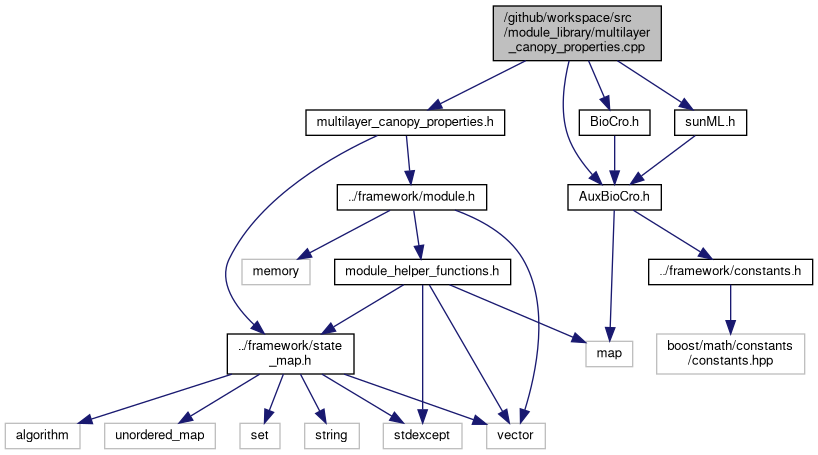 /github/workspace/src
/module_library/multilayer
_canopy_properties.cpp
multilayer_canopy_properties.h
BioCro.h
sunML.h
../framework/module.h
AuxBioCro.h
memory
module_helper_functions.h
../framework/constants.h
../framework/state
_map.h
map
boost/math/constants
/constants.hpp
algorithm
unordered_map
set
string
stdexcept
vector